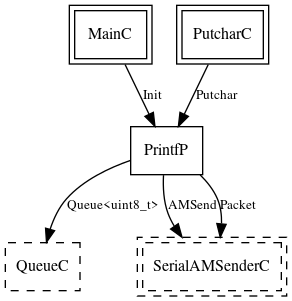 MainC PutcharC
Init Putchar
PrintfP
Queue<uint8_t> AMSend Packet
QueueC SerialAMSenderC